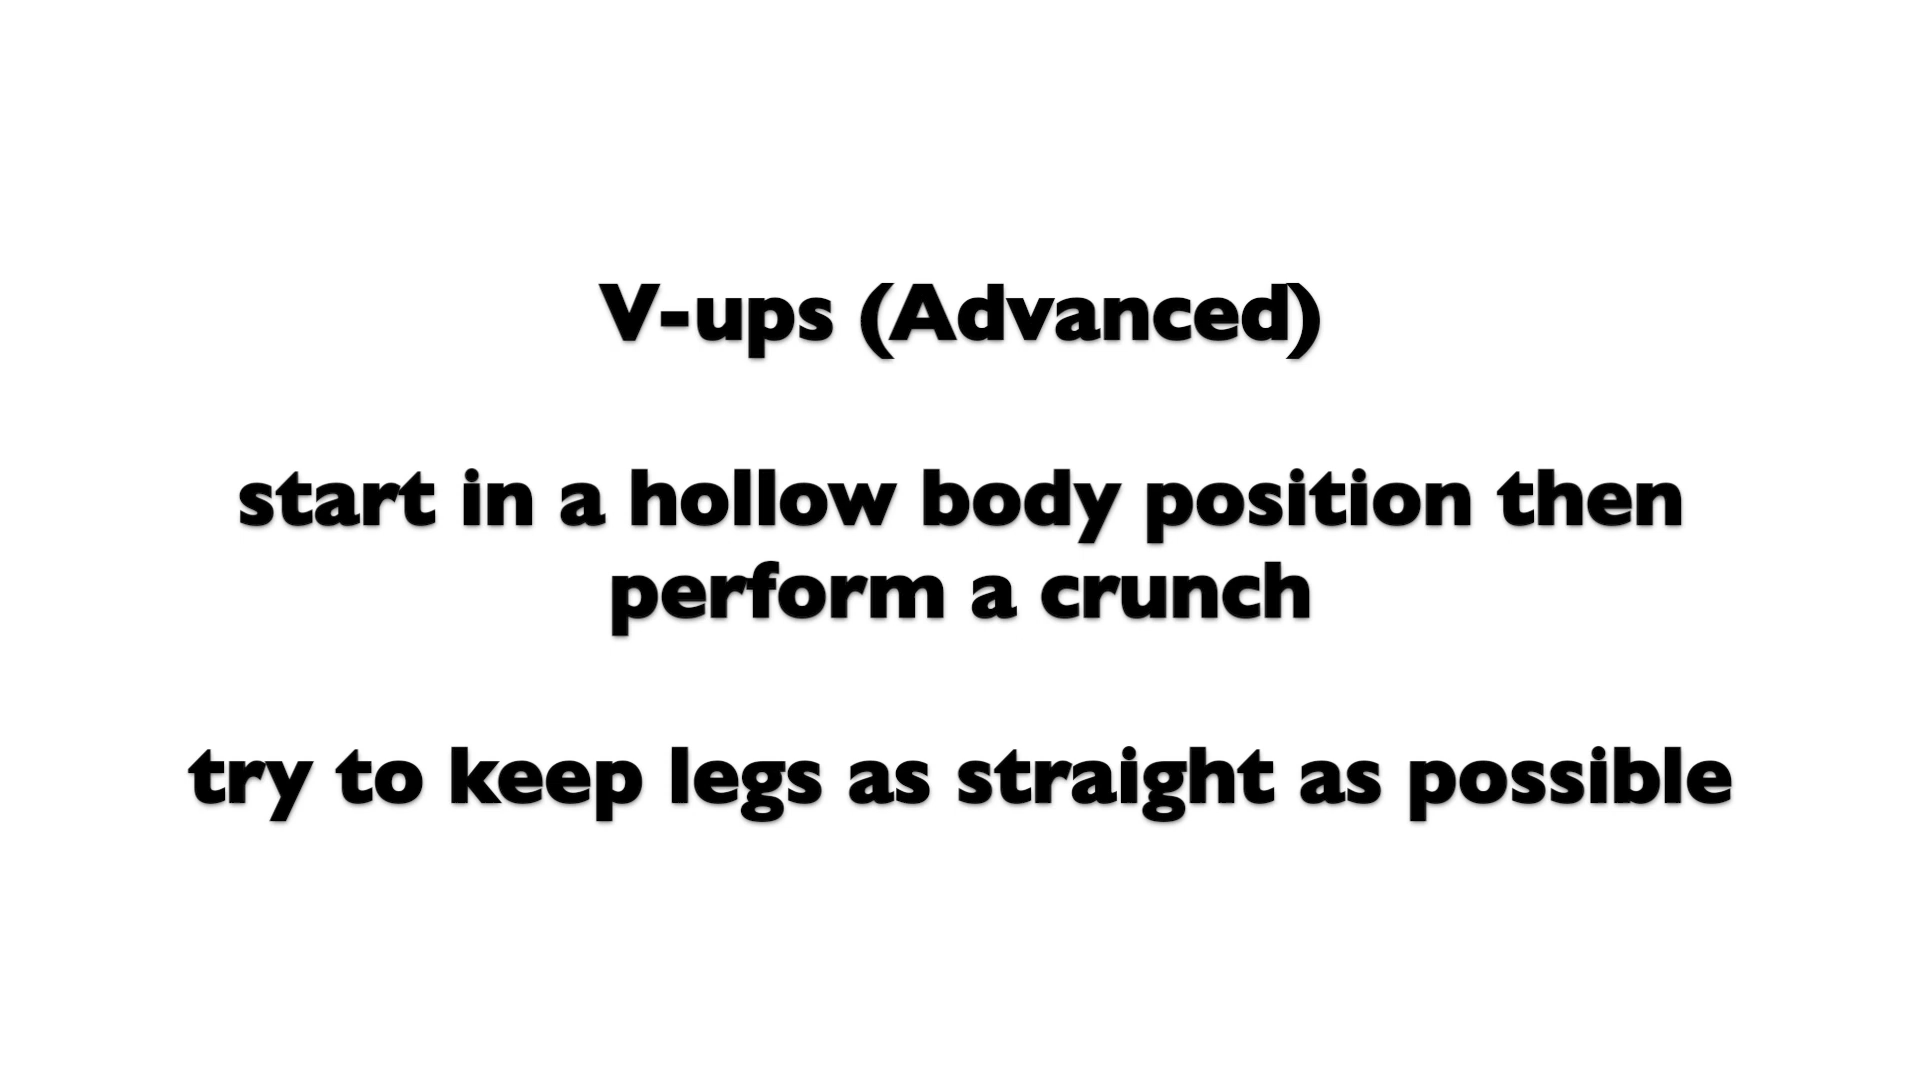 V-ups (Advanced)
start in a hollow body position then
perform a crunch
try to keep legs as straight as possible